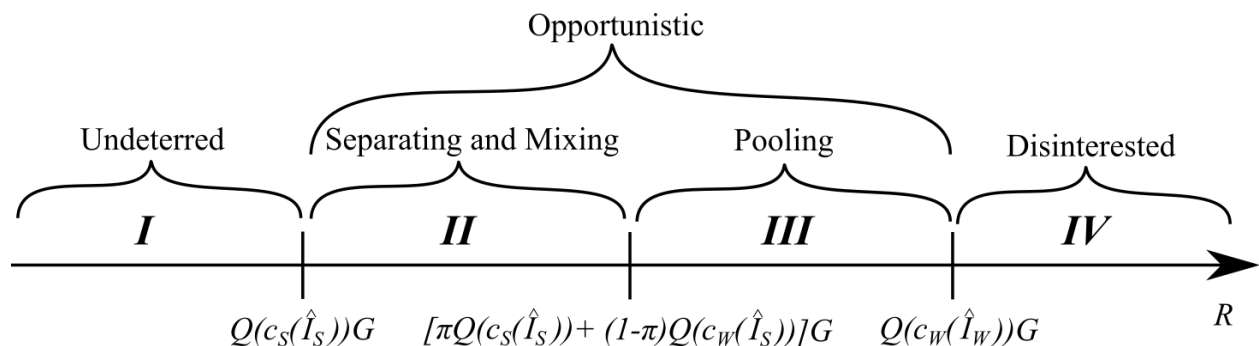 Opportunistic
Undeterred Separating and Mixing Pooling Disinterested
I II III IV
Q(c_S(Î_S))G [πQ(c_S(Î_S))+ (1-π)Q(c_W(Î_S))]G Q(c_W(Î_W))G R